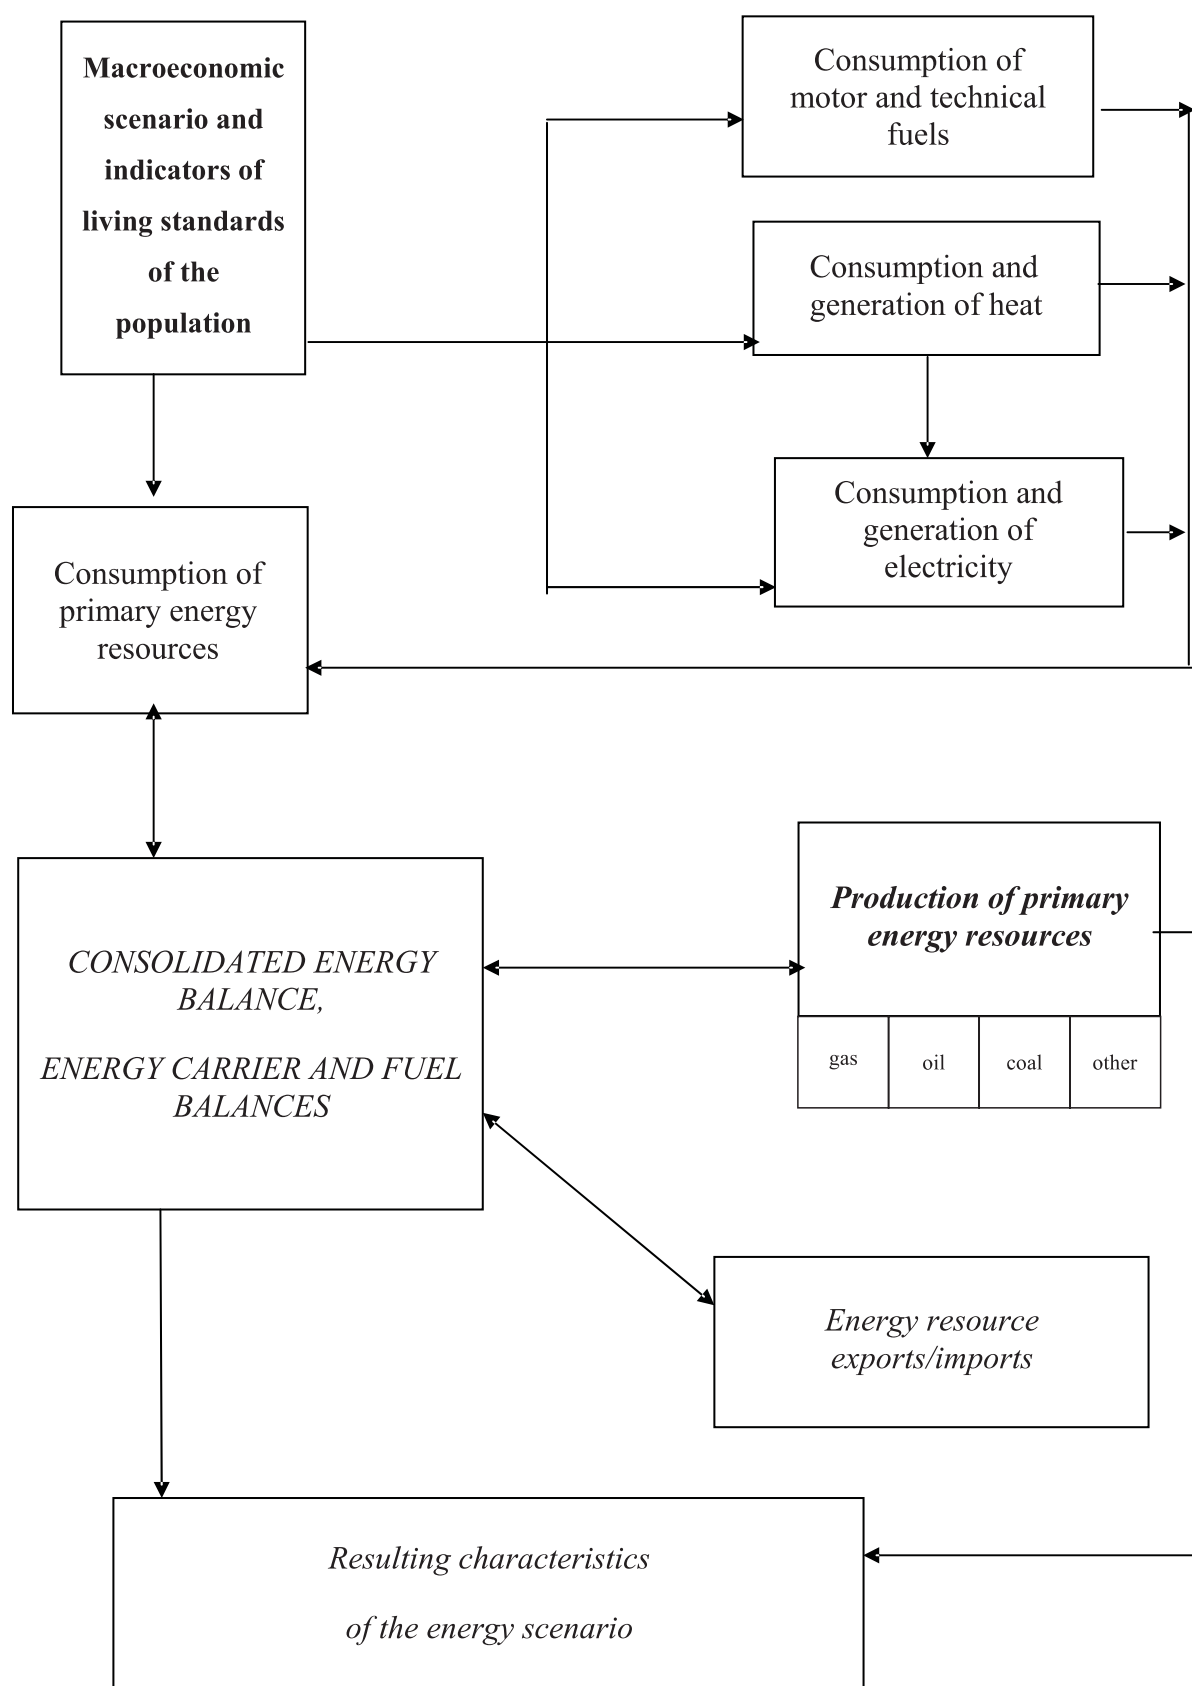 Macroeconomic
scenario and
indicators of
living standards
of the
population
Consumption of
motor and technical
fuels
Consumption and
generation of heat
Consumption and
generation of
electricity
Consumption of
primary energy
resources
Production of primary
energy resources
gas
oil
coal
other
CONSOLIDATED ENERGY
BALANCE,
ENERGY CARRIER AND FUEL
BALANCES
Energy resource
exports/imports
Resulting characteristics
of the energy scenario